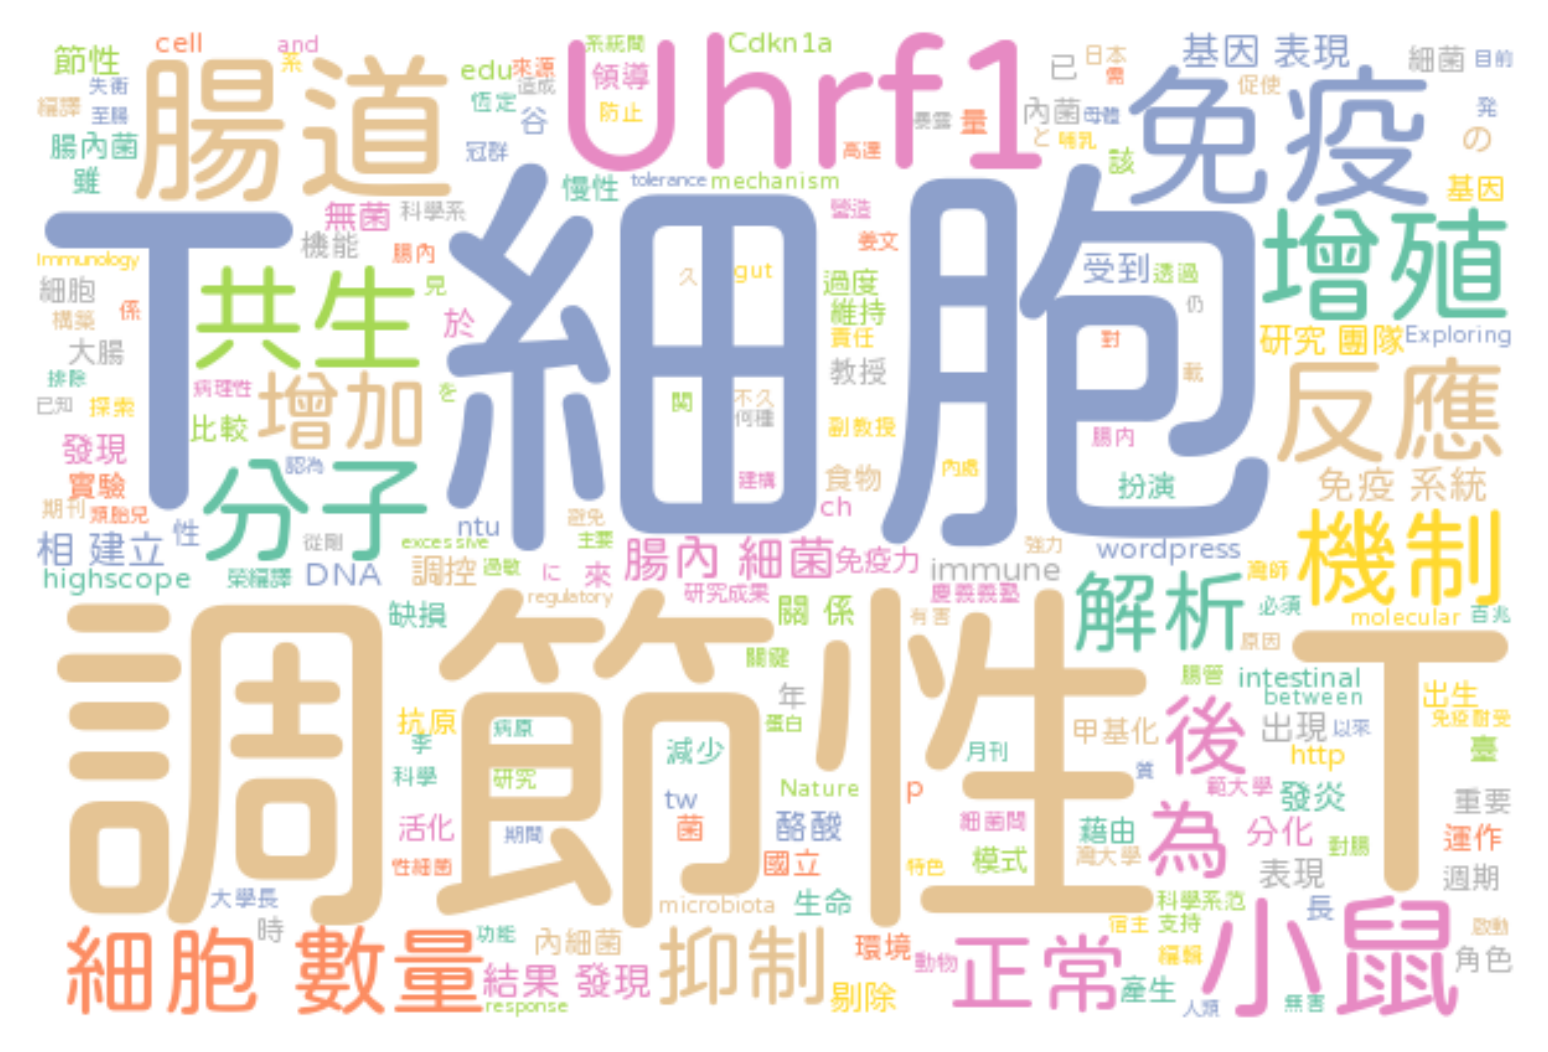 節性
cell
and
系
系統間
Cdkn1a
基因 表現
細菌
目前
失衡
編譯
至腸
腸道
edu
來源
造成
恆定
谷
領導
防止
Uhrf1
已
日本
需
促使
免疫
発
腸內菌
雖
冠群
高達
暴露
量
內菌
母體
と
哺乳
該
の
基因
慢性
tolerance
mechanism
無菌
科學系
機能
腸內
營造
姜文
Immunology
細胞
係
構築
大腸
共生
見
於
T細胞
久
gut
過度
維持
責任
教授
受到
透過
仍
對
載
增殖
研究 團隊
Exploring
排除
已知
探索
病理性
比較
增加
を
関
不久
何種
副教授
腸内
反應
發現
實驗
期刊
類胎兒
認為
分子
建構
食物
內處
扮演
免疫 系統
相 建立
性
從剛
ntu
excessive
過敏
避免
主要
ch
強力
wordpress
機制
highscope
榮編譯
DNA
調控
に
來
腸內 細菌
免疫力
immune
灣師
regulatory
研究成果
慶義義塾
解析
必須
molecular
百兆
缺損
關 係
有害
原因
調節性 T
關鍵
年
蛋白
腸管
intestinal
between
出生
免疫耐受
抗原
李
病原
減少
月刊
甲基化
後
出現
以來
http
臺
科學
研究
Nature
p
質
範大學
發炎
重要
活化
期間
tw
菌
酪酸
細菌間
藉由
為
分化
對腸
運作
性細菌
國立
特色
模式
灣大學
表現
週期
大學長
時
microbiota
生命
科學系范
宿主
支持
長
小鼠
啟動
角色
細胞 數量
功能
內細菌
結果 發現
response
抑制
環境
剔除
動物
正常
編輯
產生
人類
無害